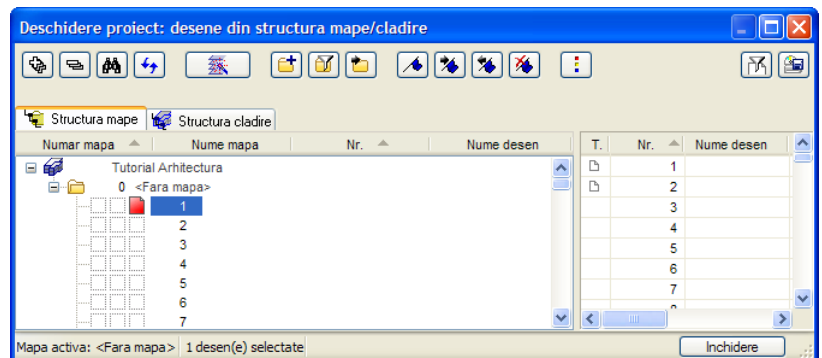 Deschidere proiect: desene din structura mape/cladire
Structura mape Structura cladire
Numar mapa Nume mapa Nr. Nume desen T. Nr. Nume desen
Tutorial Arhitectura 1
0 <Fara mapa> 2
1 3
2 4
3 5
4 6
5 7
6
7
Mapa activa: <Fara mapa> 1 desen(e) selectate Inchidere